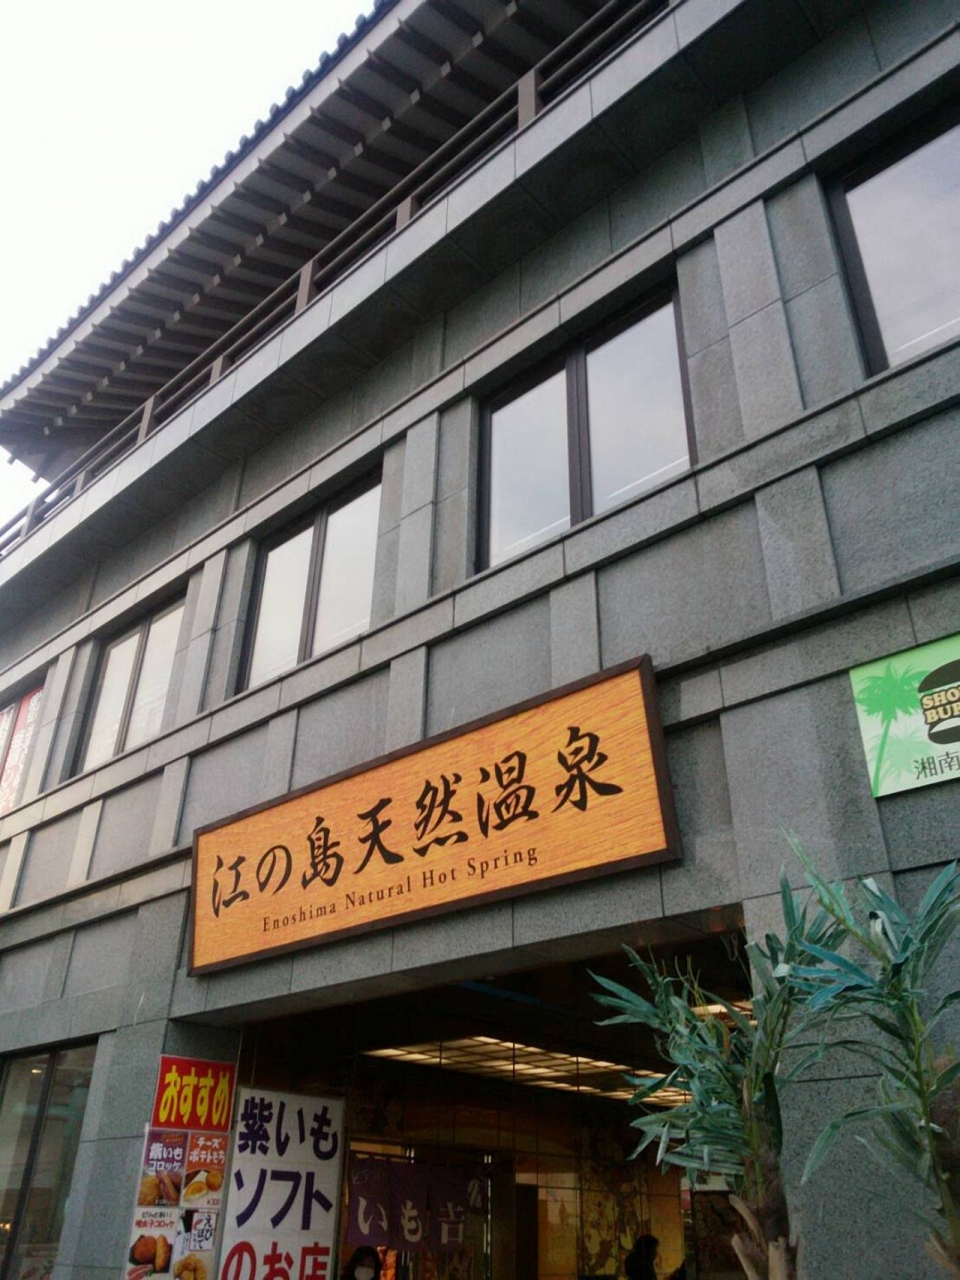 江の島天然温泉
Enoshima Natural Hot Spring
湘南
おすすめ
紫いも
コロッケ
チーズ
ポテトもち
紫いも
ソフト
のお店
いも吉